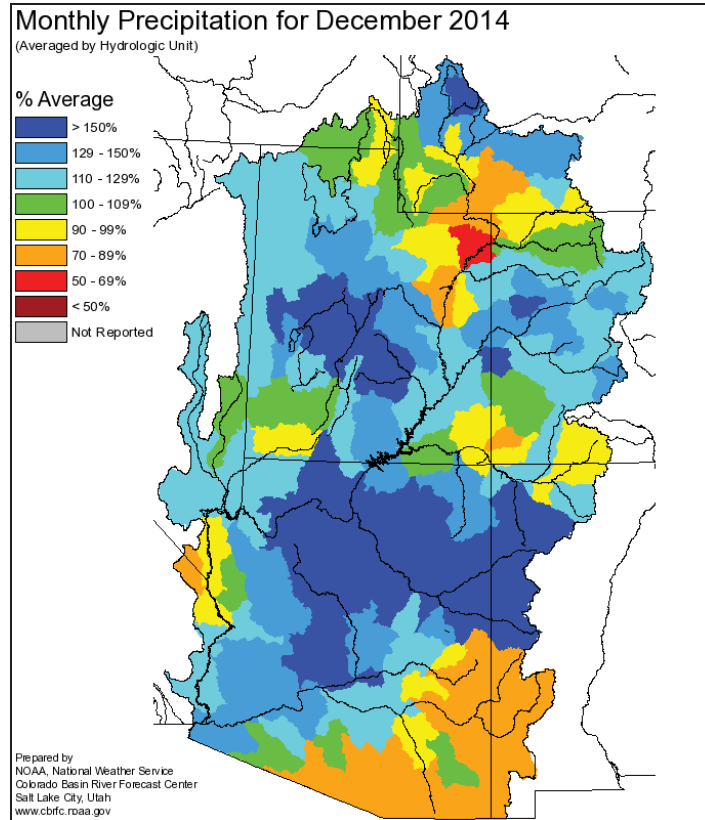 Monthly Precipitation for December 2014
(Averaged by Hydrologic Unit)
% Average
> 150%
129 - 150%
110 - 129%
100 - 109%
90 - 99%
70 - 89%
50 - 69%
< 50%
Not Reported
Prepared by
NOAA, National Weather Service
Colorado Basin River Forecast Center
Salt Lake City, Utah
www.cbrfc.noaa.gov